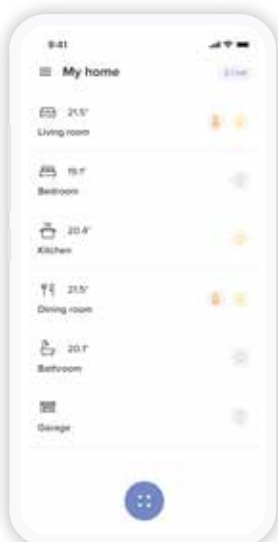 9:41
My home
21.5°
Living room
19.1°
Bedroom
20.4°
Kitchen
21.5°
Dining room
20.1°
Bathroom
Garage